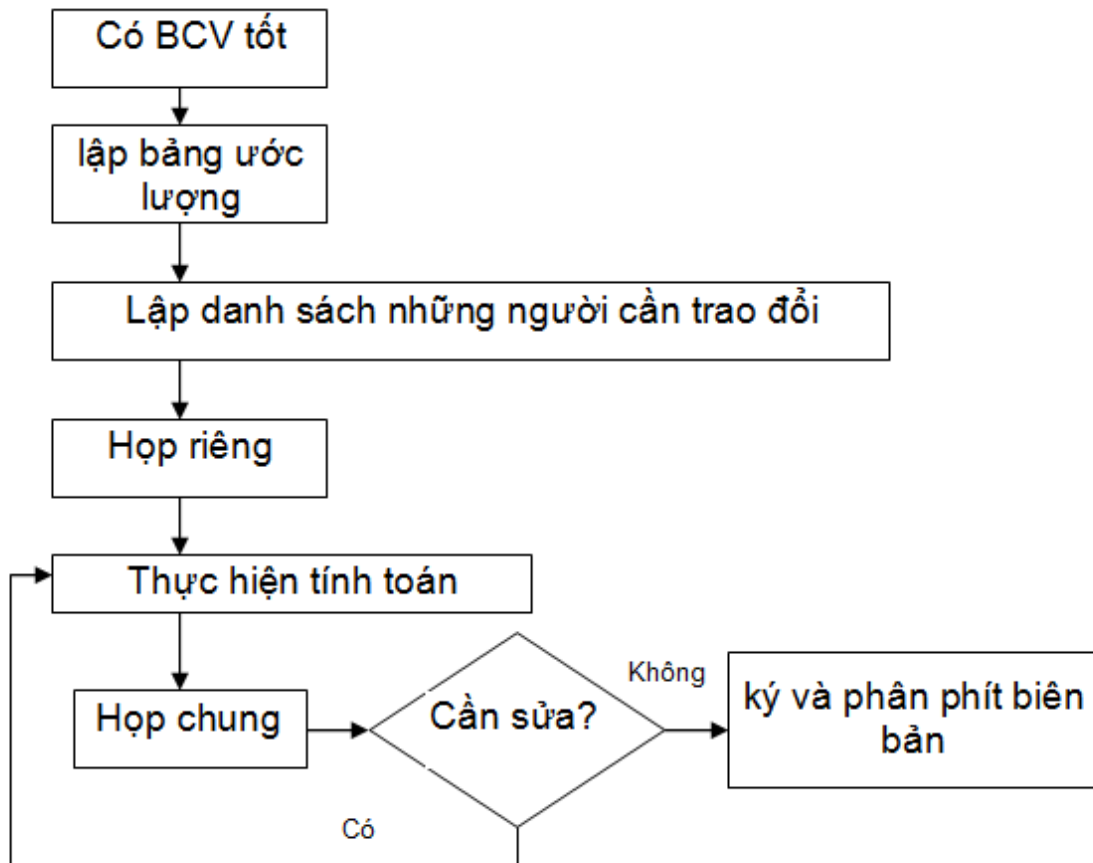 Có BCV tốt
lập bảng ước
lượng
Lập danh sách những người cần trao đổi
Họp riêng
Thực hiện tính toán
Họp chung
Cần sửa?
Không
ký và phân phít biên
bản
Có